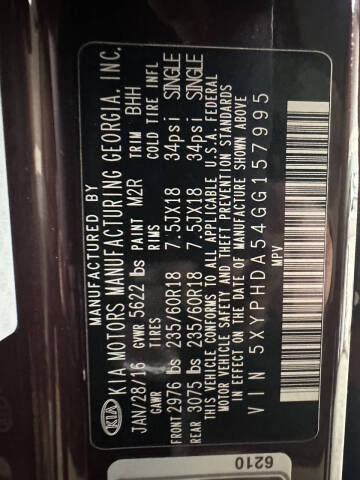 MANUFACTURED BY
KIA KIA MOTORS MANUFACTURING GEORGIA, INC.
JAN/28/16 GVWR 5622 lbs PAINT M2R TRIM BHH
GAWR TIRES RIMS COLD TIRE INFL
FRONT 2976 lbs 235/60R18 7.5JX18 34psi SINGLE
REAR 3075 lbs 235/60R18 7.5JX18 34psi SINGLE
THIS VEHICLE CONFORMS TO ALL APPLICABLE U.S.A. FEDERAL
MOTOR VEHICLE SAFETY AND THEFT PREVENTION STANDARDS
IN EFFECT ON THE DATE OF MANUFACTURE SHOWN ABOVE
VIN 5XYPHDA54GG157995
MPV
6210